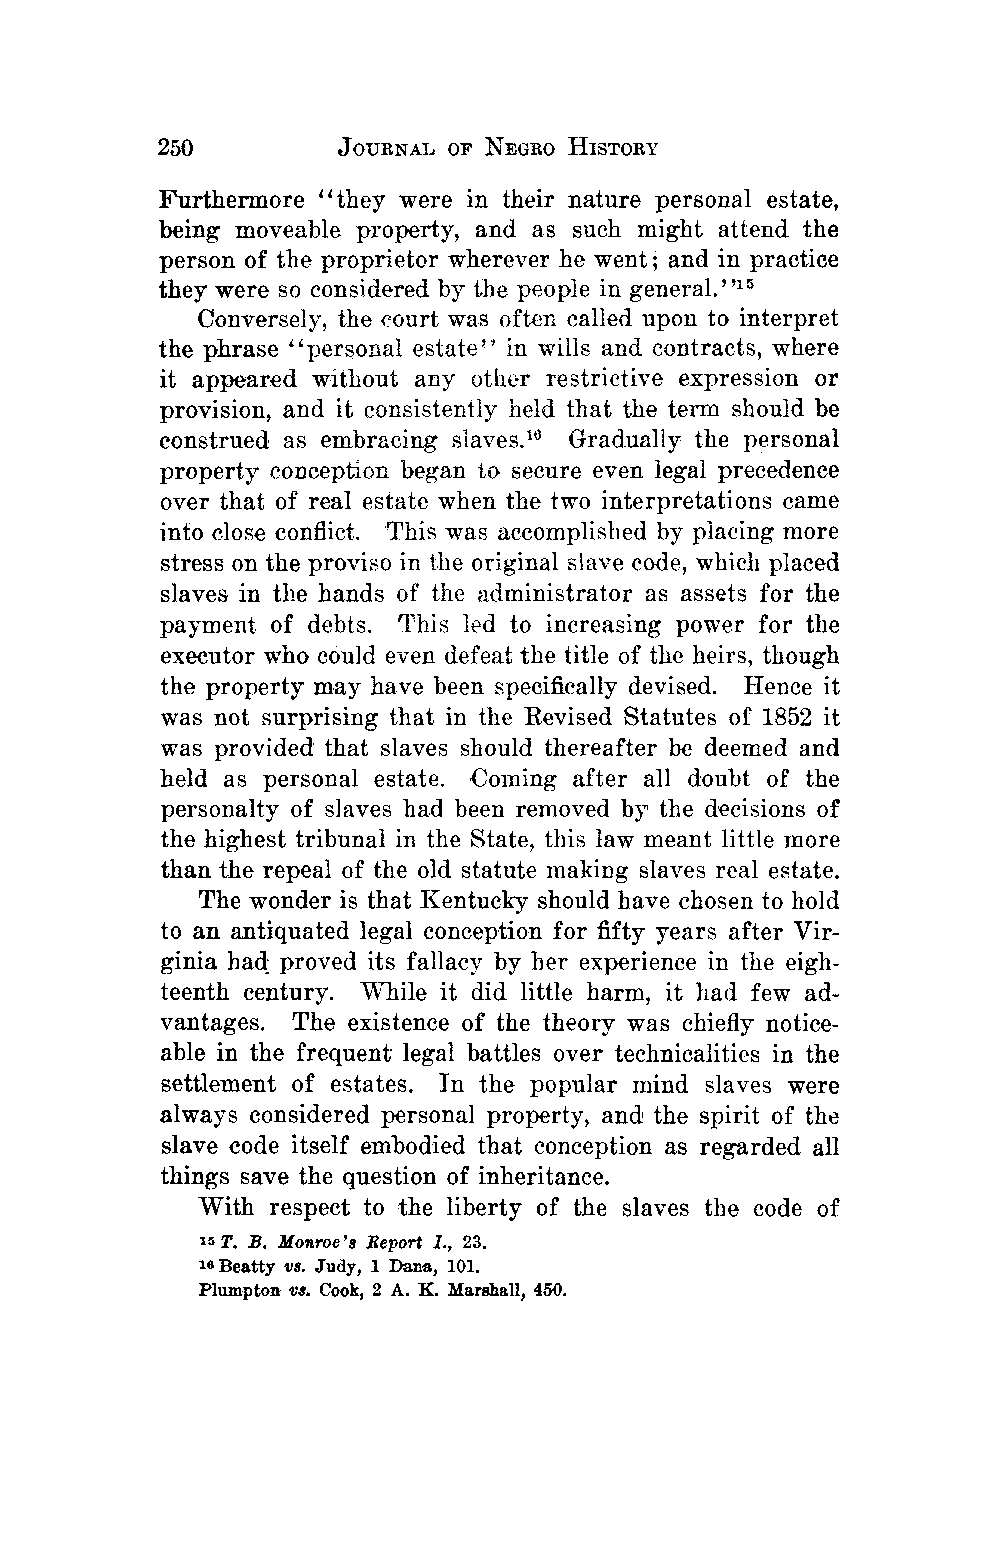 250 JOURNAL OF NEGRO HISTORY
Furthermore "they were in their nature personal estate,
being moveable property, and as such might attend the
person of the proprietor wherever he went; and in practice
they were so considered by the people in general."15
Conversely, the court was often called upon to interpret
the phrase "personal estate" in wills and contracts, where
it appeared without any other restrictive expression or
provision, and it consistently held that the term should be
construed as embracing slaves.16 Gradually the personal
property conception began to secure even legal precedence
over that of real estate when the two interpretations came
into close conflict. This was accomplished by placing more
stress on the proviso in the original slave code, which placed
slaves in the hands of the administrator as assets for the
payment of debts. This led to increasing power for the
executor who could even defeat the title of the heirs, though
the property may have been specifically devised. Hence it
was not surprising that in the Revised Statutes of 1852 it
was provided that slaves should thereafter be deemed and
held as personal estate. Coming after all doubt of the
personalty of slaves had been removed by the decisions of
the highest tribunal in the State, this law meant little more
than the repeal of the old statute making slaves real estate.
The wonder is that Kentucky should have chosen to hold
to an antiquated legal conception for fifty years after Vir-
ginia had proved its fallacy by her experience in the eigh-
teenth century. While it did little harm, it had few ad-
vantages. The existence of the theory was chiefly notice-
able in the frequent legal battles over technicalities in the
settlement of estates. In the popular mind slaves were
always considered personal property, and the spirit of the
slave code itself embodied that conception as regarded all
things save the question of inheritance.
With respect to the liberty of the slaves the code of
15 T. B. Monroe's Report I., 23.
16 Beatty vs. Judy, 1 Dana, 101.
Plumpton vs. Cook, 2 A. K. Marshall, 450.